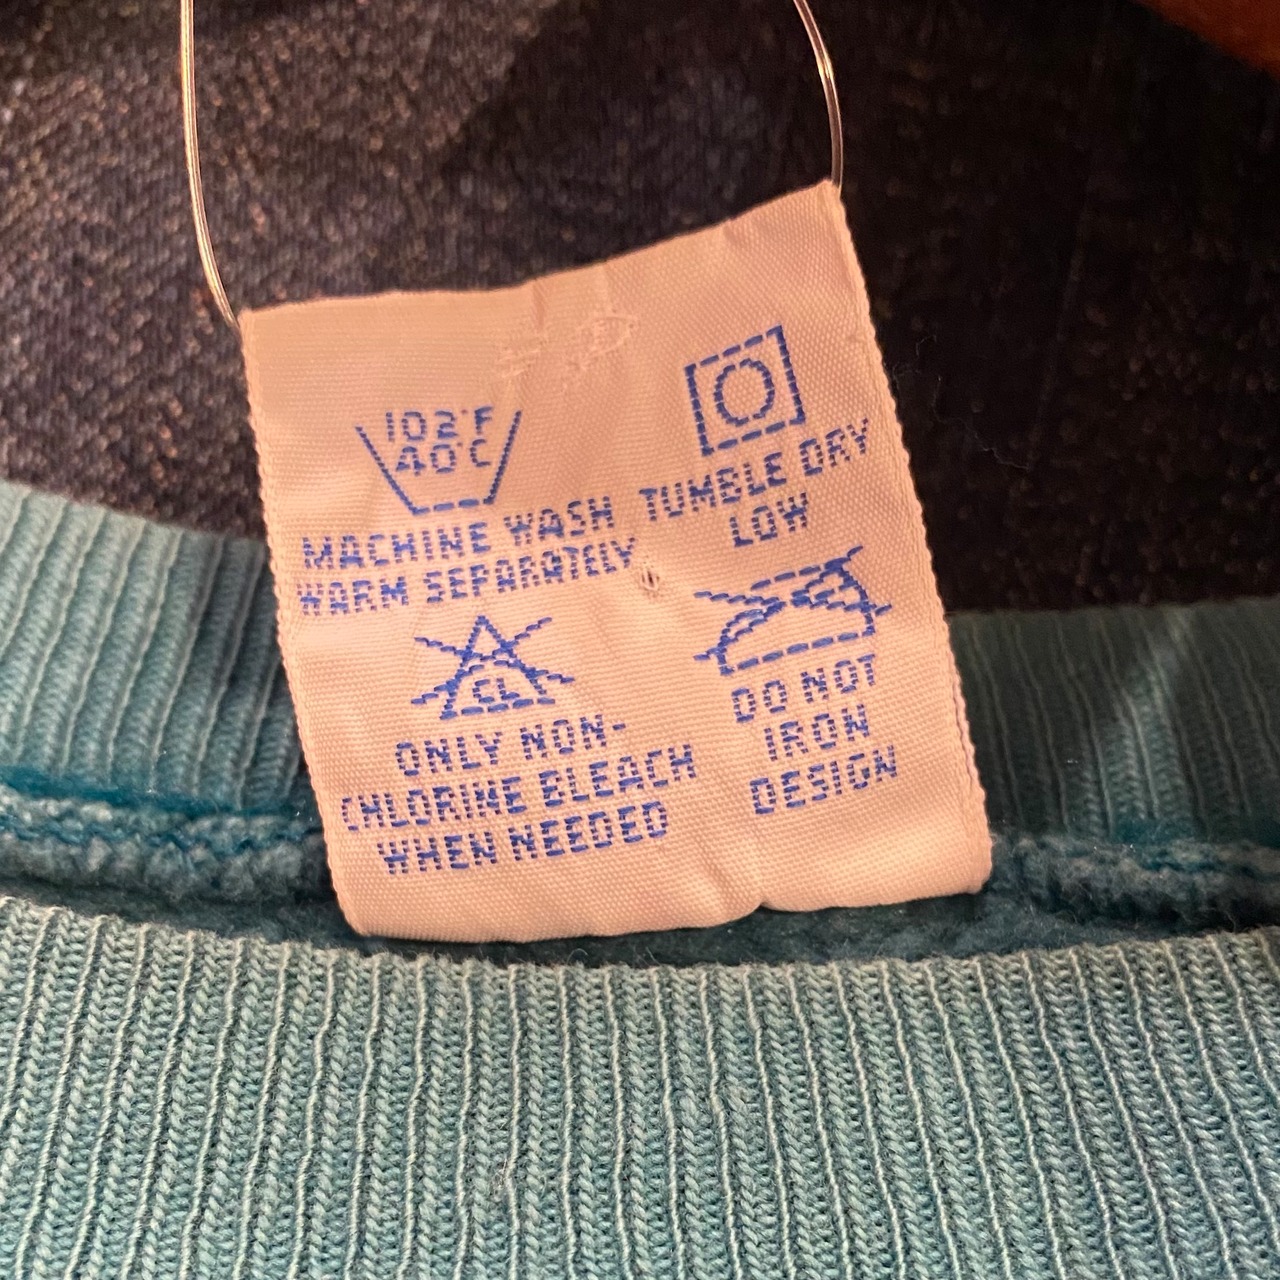 102°F
40°C
MACHINE WASH
WARM SEPARATELY
TUMBLE DRY
LOW
CL
ONLY NON-
CHLORINE BLEACH
WHEN NEEDED
DO NOT
IRON
DESIGN